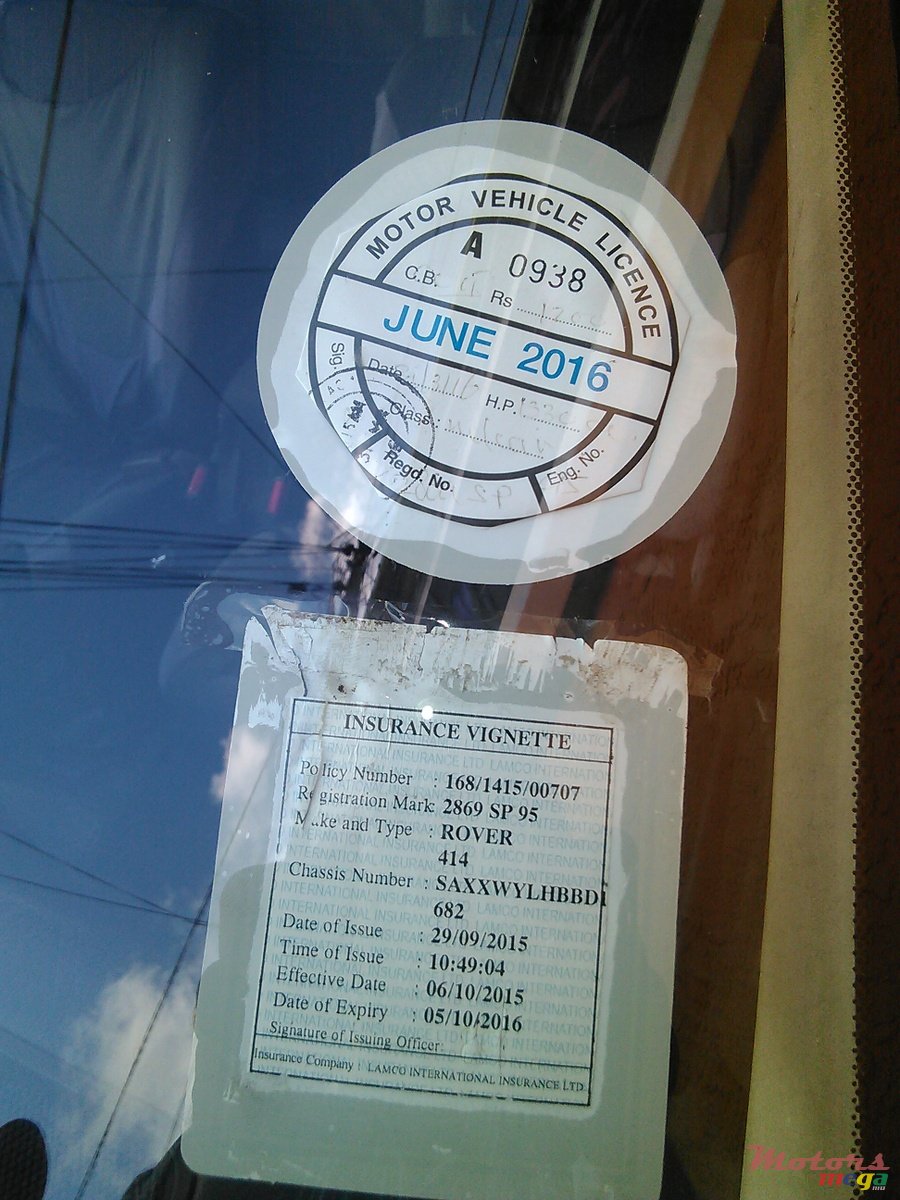 MOTOR VEHICLE LICENCE
A 0938
C.B. Rs
JUNE 2016
Sig.
Date
H.P.
Class :
Regd. No.
Eng. No.
INSURANCE VIGNETTE
Policy Number : 168/1415/00707
Registration Mark: 2869 SP 95
Make and Type : ROVER
414
Chassis Number : SAXXWYLHBBD
682
Date of Issue : 29/09/2015
Time of Issue : 10:49:04
Effective Date : 06/10/2015
Date of Expiry : 05/10/2016
Signature of Issuing Officer:
Insurance Company : LAMCO INTERNATIONAL INSURANCE LTD
Motors
mega
mu